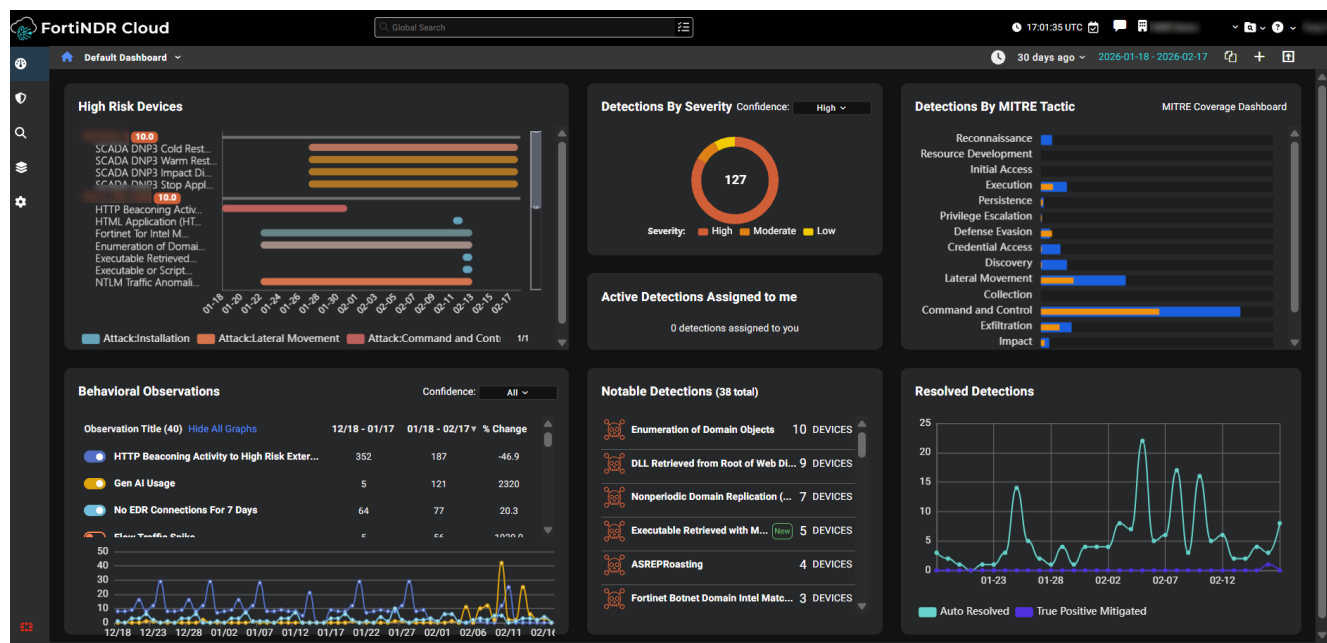 FortiNDR Cloud
Global Search
17:01:35 UTC
Default Dashboard
30 days ago
2026-01-18 - 2026-02-17
High Risk Devices
10.0
SCADA DNP3 Cold Rest...
SCADA DNP3 Warm Rest...
SCADA DNP3 Impact Di...
SCADA DNP3 Stop Appl...
10.0
HTTP Beaconing Activ...
HTML Application (HT...
Fortinet Tor Intel M...
Enumeration of Domai...
Executable Retrieved...
Executable or Script...
NTLM Traffic Anomali...
01-18 01-20 01-22 01-24 01-26 01-28 01-30 02-01 02-03 02-05 02-07 02-09 02-11 02-13 02-15 02-17
Attack:Installation Attack:Lateral Movement Attack:Command and Conti 1/1
Detections By Severity Confidence: High
127
Severity: High Moderate Low
Active Detections Assigned to me
0 detections assigned to you
Detections By MITRE Tactic MITRE Coverage Dashboard
Reconnaissance
Resource Development
Initial Access
Execution
Persistence
Privilege Escalation
Defense Evasion
Credential Access
Discovery
Lateral Movement
Collection
Command and Control
Exfiltration
Impact
Behavioral Observations Confidence: All
Observation Title (40) Hide All Graphs 12/18 - 01/17 01/18 - 02/17 % Change
HTTP Beaconing Activity to High Risk Exter... 352 187 -46.9
Gen AI Usage 5 121 2320
No EDR Connections For 7 Days 64 77 20.3
Flow Traffic Spike 5 56
50
40
30
20
10
0
12/18 12/23 12/28 01/02 01/07 01/12 01/17 01/22 01/27 02/01 02/06 02/11 02/16
Notable Detections (38 total)
Enumeration of Domain Objects 10 DEVICES
DLL Retrieved from Root of Web Di... 9 DEVICES
Nonperiodic Domain Replication (... 7 DEVICES
Executable Retrieved with M... New 5 DEVICES
ASREPRoasting 4 DEVICES
Fortinet Botnet Domain Intel Matc... 3 DEVICES
Resolved Detections
25
20
15
10
5
0
01-23 01-28 02-02 02-07 02-12
Auto Resolved True Positive Mitigated